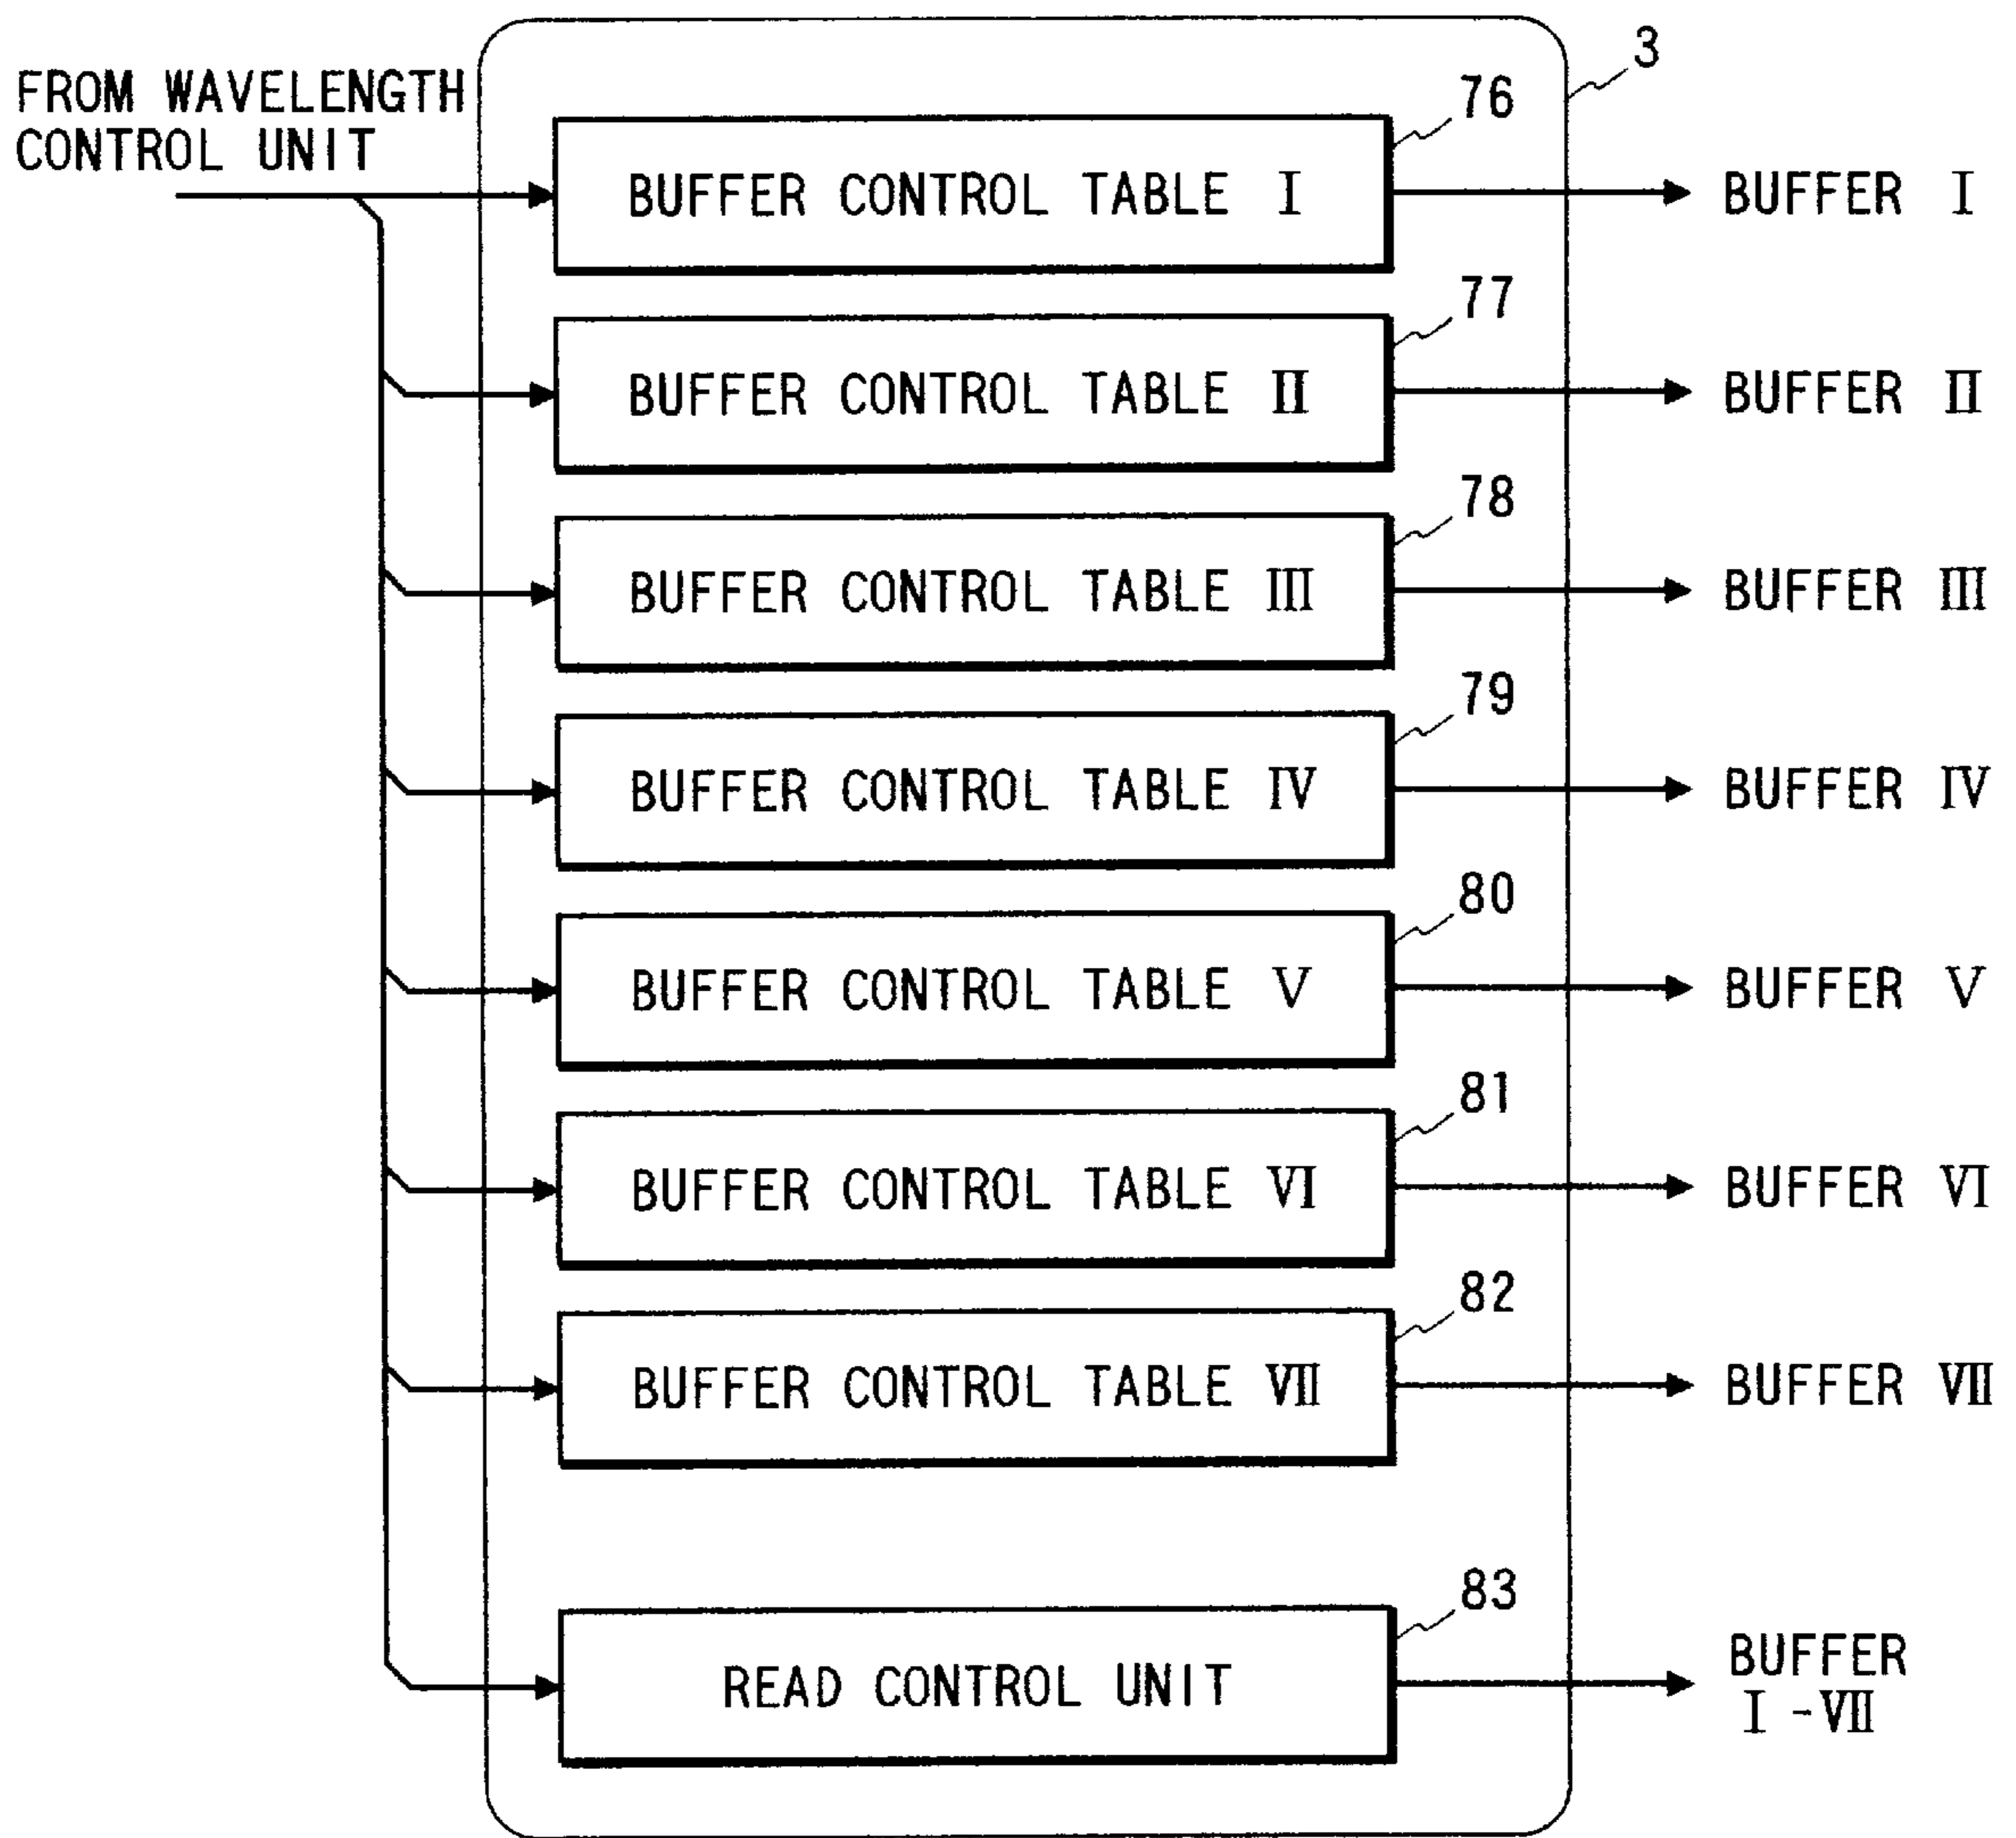 3
FROM WAVELENGTH
CONTROL UNIT
76
BUFFER CONTROL TABLE I
BUFFER I
77
BUFFER CONTROL TABLE II
BUFFER II
78
BUFFER CONTROL TABLE III
BUFFER III
79
BUFFER CONTROL TABLE IV
BUFFER IV
80
BUFFER CONTROL TABLE V
BUFFER V
81
BUFFER CONTROL TABLE VI
BUFFER VI
82
BUFFER CONTROL TABLE VII
BUFFER VII
83
READ CONTROL UNIT
BUFFER
I-VII